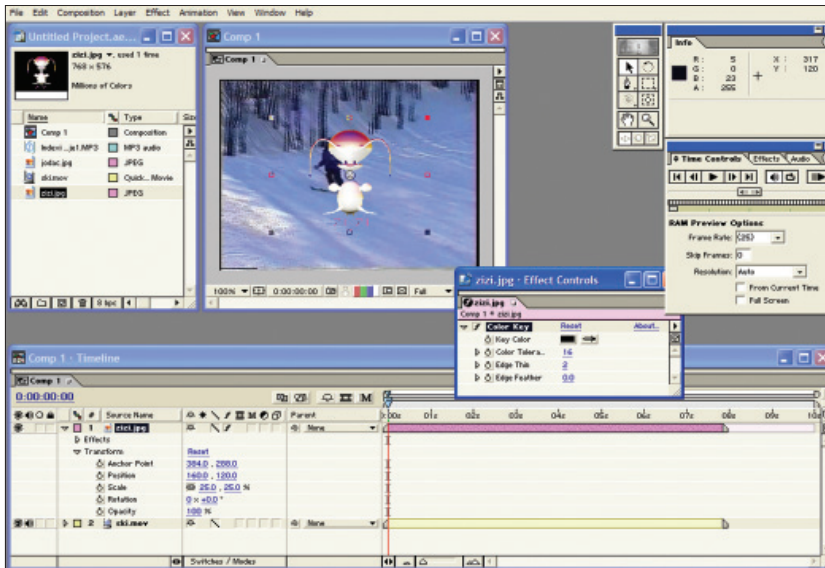 File Edit Composition Layer Effect Animation View Window Help
Untitled Project.ae...
zizi.jpg ▼, used 1 time
768 x 576
Millions of Colors
Name Type Size
Comp 1 Composition
Indexi ...je1.MP3 MP3 audio
jodac.jpg JPEG
ski.mov Quick... Movie
zizi.jpg JPEG
8 bpc
Comp 1
Comp 1
100% 0:00:00:00 Full
Info
R: 5 X: 317
G: 0 Y: 120
B: 23
A: 255
Time Controls Effects Audio
RAM Preview Options
Frame Rate: (25)
Skip Frames: 0
Resolution: Auto
From Current Time
Full Screen
zizi.jpg - Effect Controls
zizi.jpg
Comp 1 * zizi.jpg
Color Key Reset About...
Key Color
Color Tolera... 16
Edge Thin 2
Edge Feather 0.0
Comp 1 - Timeline
Comp 1
0:00:00:00
# Source Name Parent 01s 02s 03s 04s 05s 06s 07s 08s 09s 10s
1 zizi.jpg None
Effects
Transform Reset
Anchor Point 384.0, 288.0
Position 160.0, 120.0
Scale 25.0, 25.0 %
Rotation 0 x +0.0°
Opacity 100 %
2 ski.mov None
Switches / Modes